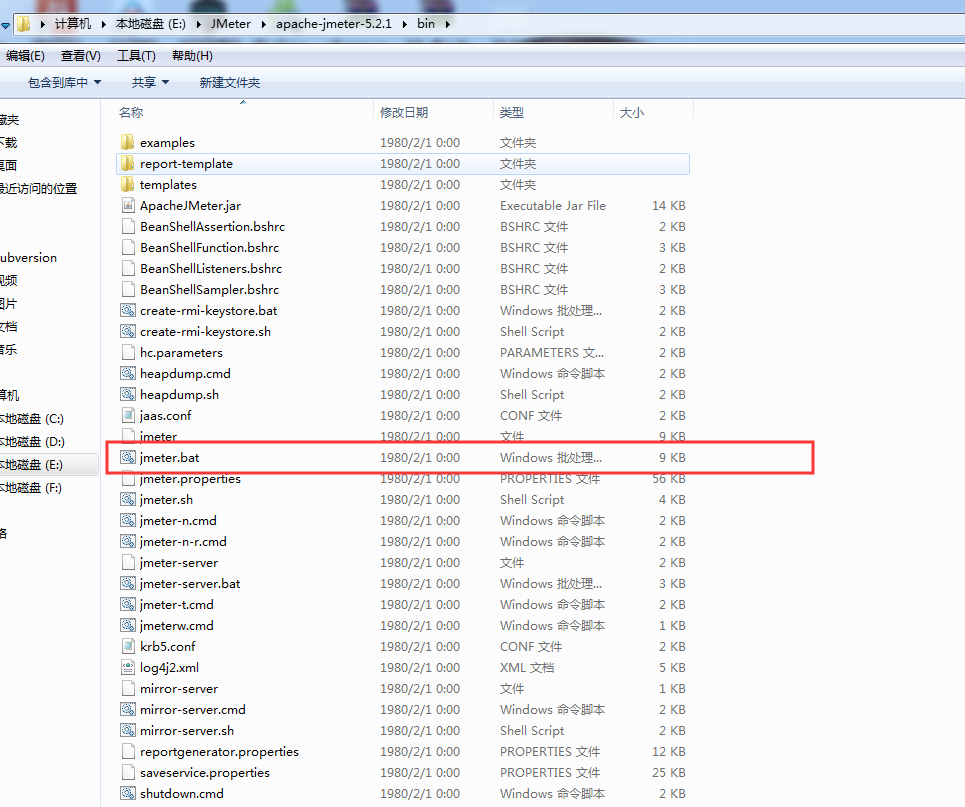 计算机 ▸ 本地磁盘 (E:) ▸ JMeter ▸ apache-jmeter-5.2.1 ▸ bin ▸
编辑(E) 查看(V) 工具(T) 帮助(H)
包含到库中 共享 新建文件夹
名称 修改日期 类型 大小
藏夹
下载
桌面
最近访问的位置
ubversion
视频
图片
文档
音乐
算机
本地磁盘 (C:)
本地磁盘 (D:)
本地磁盘 (E:)
本地磁盘 (F:)
络
examples 1980/2/1 0:00 文件夹
report-template 1980/2/1 0:00 文件夹
templates 1980/2/1 0:00 文件夹
ApacheJMeter.jar 1980/2/1 0:00 Executable Jar File 14 KB
BeanShellAssertion.bshrc 1980/2/1 0:00 BSHRC 文件 2 KB
BeanShellFunction.bshrc 1980/2/1 0:00 BSHRC 文件 3 KB
BeanShellListeners.bshrc 1980/2/1 0:00 BSHRC 文件 2 KB
BeanShellSampler.bshrc 1980/2/1 0:00 BSHRC 文件 3 KB
create-rmi-keystore.bat 1980/2/1 0:00 Windows 批处理... 2 KB
create-rmi-keystore.sh 1980/2/1 0:00 Shell Script 2 KB
hc.parameters 1980/2/1 0:00 PARAMETERS 文... 2 KB
heapdump.cmd 1980/2/1 0:00 Windows 命令脚本 2 KB
heapdump.sh 1980/2/1 0:00 Shell Script 2 KB
jaas.conf 1980/2/1 0:00 CONF 文件 2 KB
jmeter 1980/2/1 0:00 文件 9 KB
jmeter.bat 1980/2/1 0:00 Windows 批处理... 9 KB
jmeter.properties 1980/2/1 0:00 PROPERTIES 文件 56 KB
jmeter.sh 1980/2/1 0:00 Shell Script 4 KB
jmeter-n.cmd 1980/2/1 0:00 Windows 命令脚本 2 KB
jmeter-n-r.cmd 1980/2/1 0:00 Windows 命令脚本 2 KB
jmeter-server 1980/2/1 0:00 文件 2 KB
jmeter-server.bat 1980/2/1 0:00 Windows 批处理... 3 KB
jmeter-t.cmd 1980/2/1 0:00 Windows 命令脚本 2 KB
jmeterw.cmd 1980/2/1 0:00 Windows 命令脚本 1 KB
krb5.conf 1980/2/1 0:00 CONF 文件 2 KB
log4j2.xml 1980/2/1 0:00 XML 文档 5 KB
mirror-server 1980/2/1 0:00 文件 1 KB
mirror-server.cmd 1980/2/1 0:00 Windows 命令脚本 2 KB
mirror-server.sh 1980/2/1 0:00 Shell Script 2 KB
reportgenerator.properties 1980/2/1 0:00 PROPERTIES 文件 12 KB
saveservice.properties 1980/2/1 0:00 PROPERTIES 文件 25 KB
shutdown.cmd 1980/2/1 0:00 Windows 命令脚本 2 KB